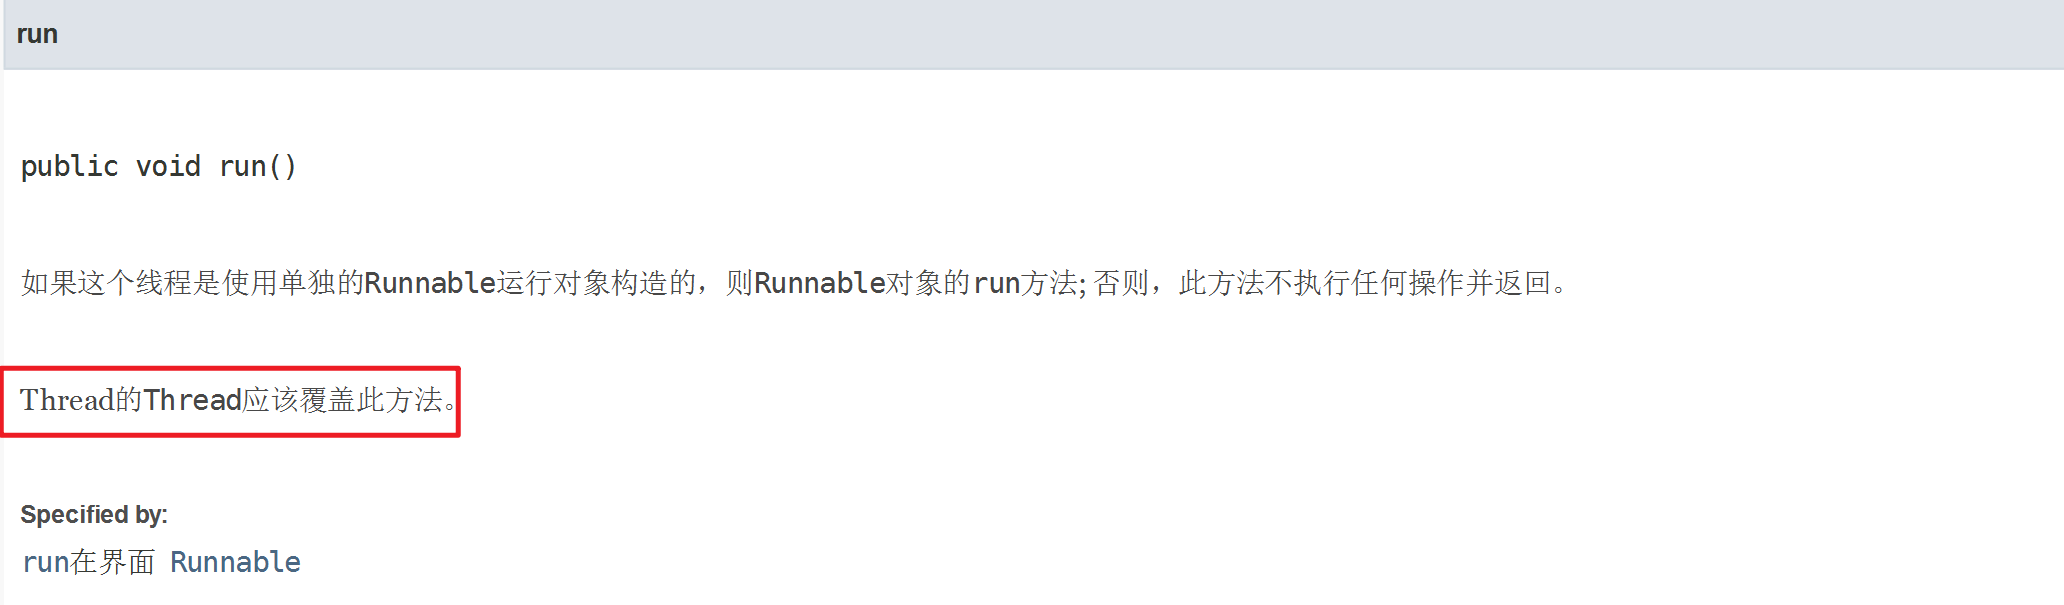 run
public void run()
如果这个线程是使用单独的Runnable运行对象构造的，则Runnable对象的run方法; 否则，此方法不执行任何操作并返回。
Thread的Thread应该覆盖此方法。
Specified by:
run在界面 Runnable